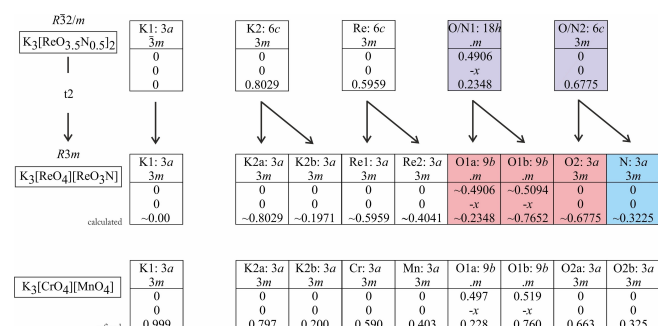 R3̄2/m
K3[ReO3.5N0.5]2
t2
K1: 3a
3̄m
0
0
0
K2: 6c
3m
0
0
0.8029
Re: 6c
3m
0
0
0.5959
O/N1: 18h
.m
0.4906
-x
0.2348
O/N2: 6c
3m
0
0
0.6775
R3m
K3[ReO4][ReO3N]
calculated
K1: 3a
3m
0
0
~0.00
K2a: 3a
3m
0
0
~0.8029
K2b: 3a
3m
0
0
~0.1971
Re1: 3a
3m
0
0
~0.5959
Re2: 3a
3m
0
0
~0.4041
O1a: 9b
.m
~0.4906
-x
~0.2348
O1b: 9b
.m
~0.5094
-x
~0.7652
O2: 3a
3m
0
0
~0.6775
N: 3a
3m
0
0
~0.3225
K3[CrO4][MnO4]
K1: 3a
3m
0
0
0.999
K2a: 3a
3m
0
0
0.797
K2b: 3a
3m
0
0
0.200
Cr: 3a
3m
0
0
0.590
Mn: 3a
3m
0
0
0.403
O1a: 9b
.m
0.497
-x
0.228
O1b: 9b
.m
0.519
-x
0.760
O2a: 3a
3m
0
0
0.663
O2b: 3a
3m
0
0
0.325